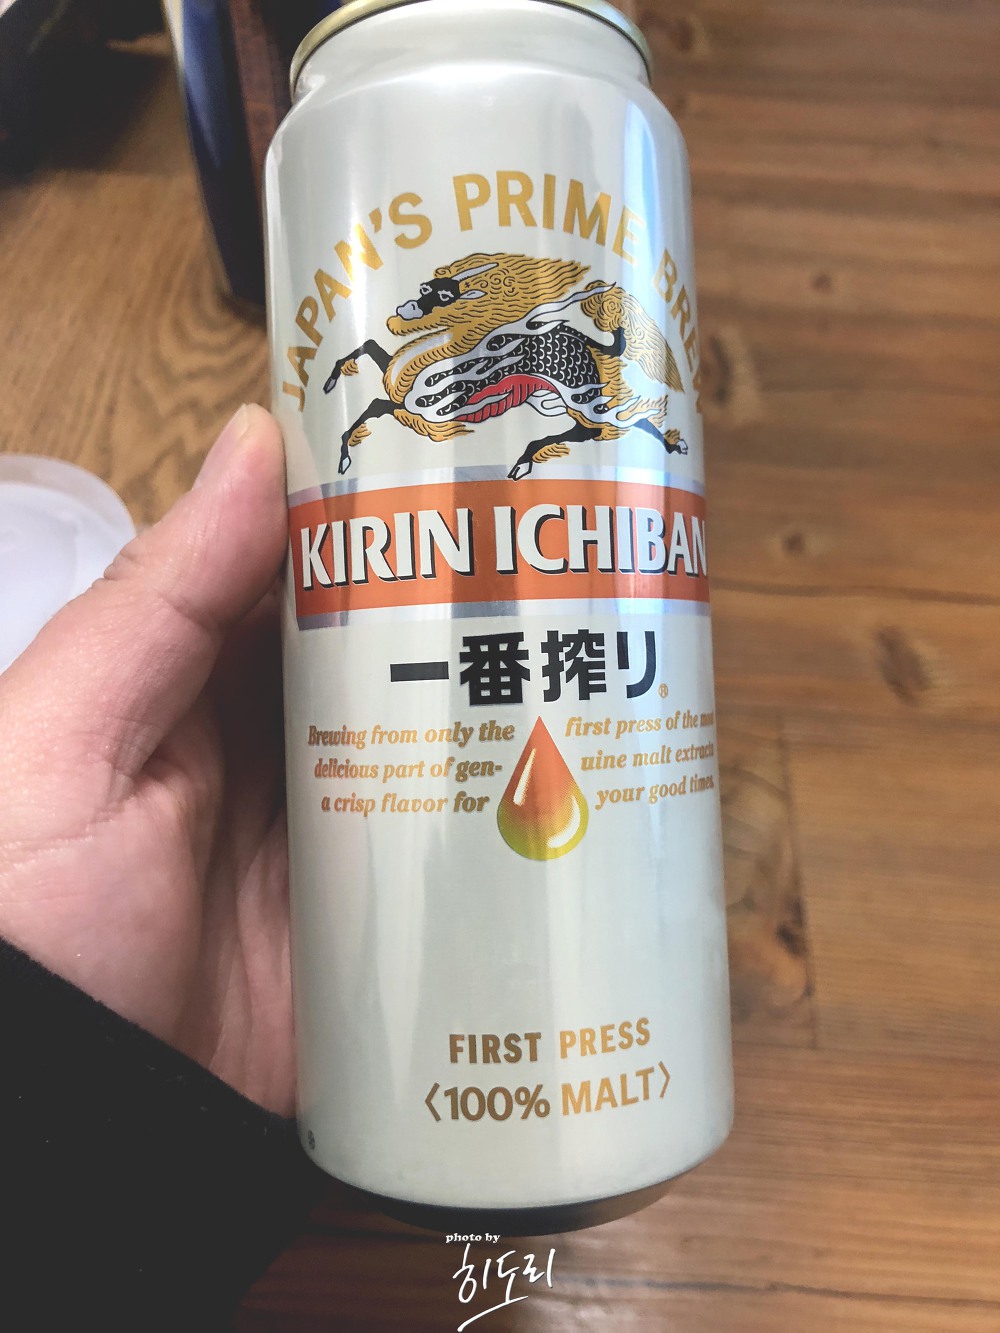 JAPAN'S PRIME BREW
KIRIN ICHIBAN
一番搾り®
Brewing from only the first press of the most
delicious part of gen- uine malt extracts
a crisp flavor for your good times.
FIRST PRESS
〈100% MALT〉
photo by
히도리